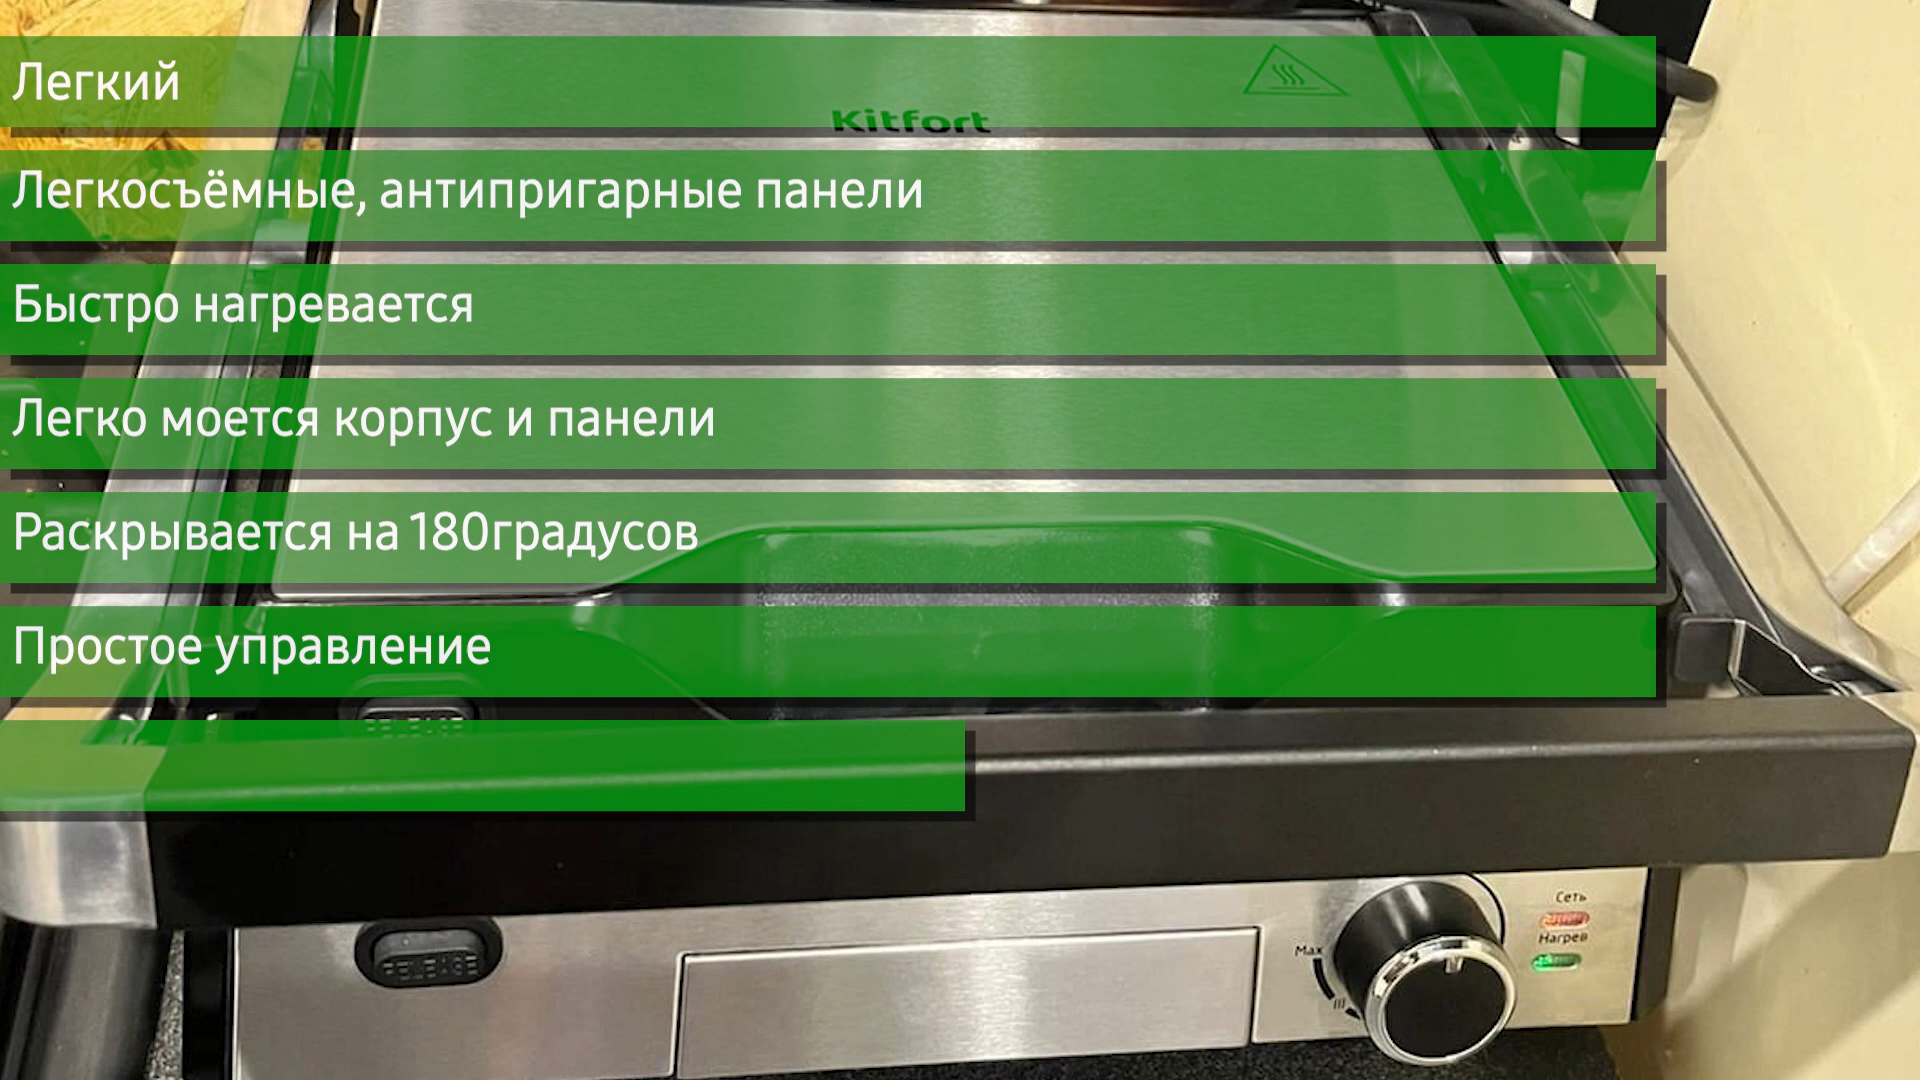 Легкий
Kitfort
Легкосъёмные, антипригарные панели
Быстро нагревается
Легко моется корпус и панели
Раскрывается на 180градусов
Простое управление
Сеть
Нагрев
Max